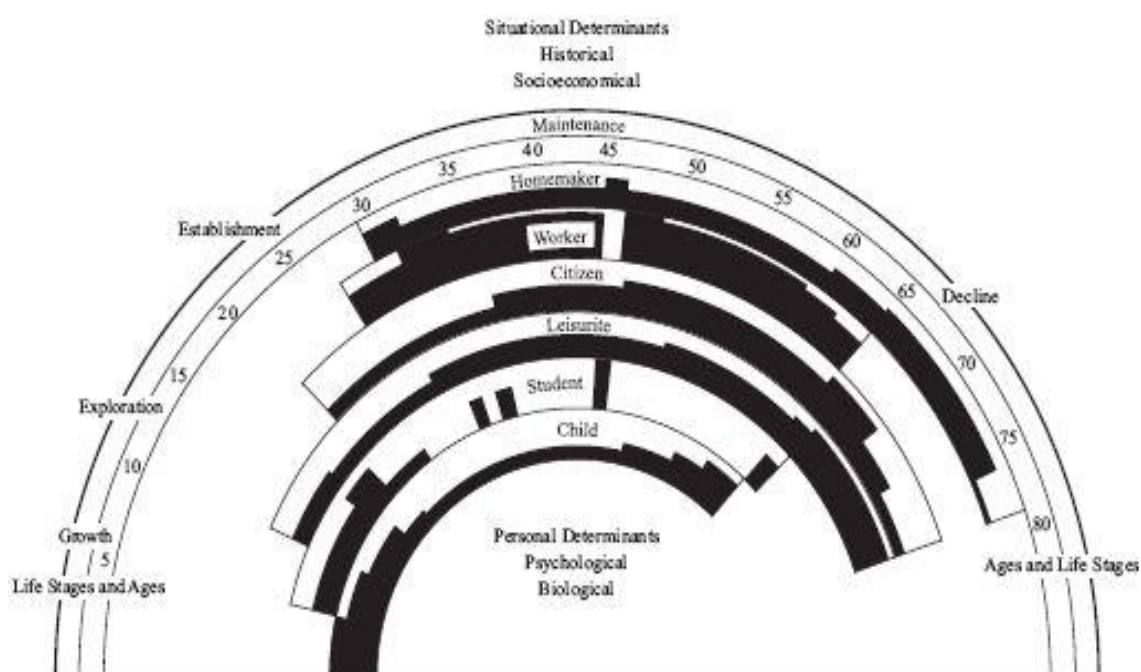 Situational Determinants
Historical
Socioeconomical
Maintenance
40
45
35
50
30
55
25
60
20
65
15
70
10
75
5
80
Establishment
Exploration
Growth
Life Stages and Ages
Decline
Ages and Life Stages
Homemaker
Worker
Citizen
Leisurite
Student
Child
Personal Determinants
Psychological
Biological